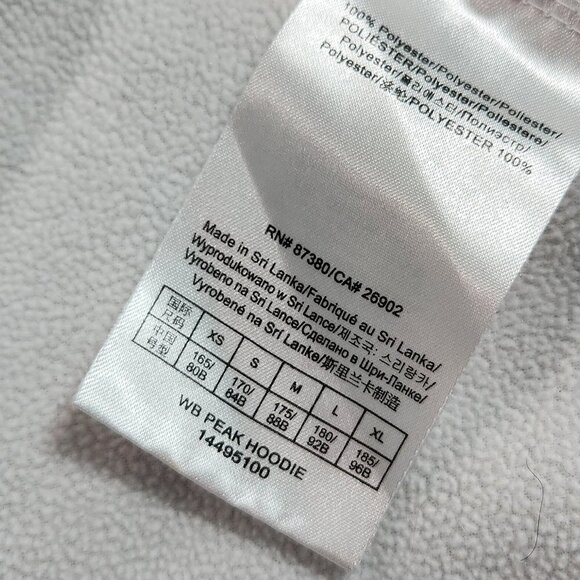 100% Polyester/Polyester/Poliester/
POLIÉSTER/Polyester/Poliestere/
Polyester/폴리에스터/Полиэстр/
涤纶/POLYESTER 100%
RN# 87380/CA# 26902
Made in Sri Lanka/Fabriqué au Sri Lanka/
Wyprodukowano w Sri Lance/제조국: 스리랑카/
Vyrobeno na Srí Lance/Сделано в Шри-Ланке/
Vyrobené na Srí Lanke/斯里兰卡制造
国际尺码 XS S M L XL
中国号型 165/80B 170/84B 175/88B 180/92B 185/96B
WB PEAK HOODIE
14495100